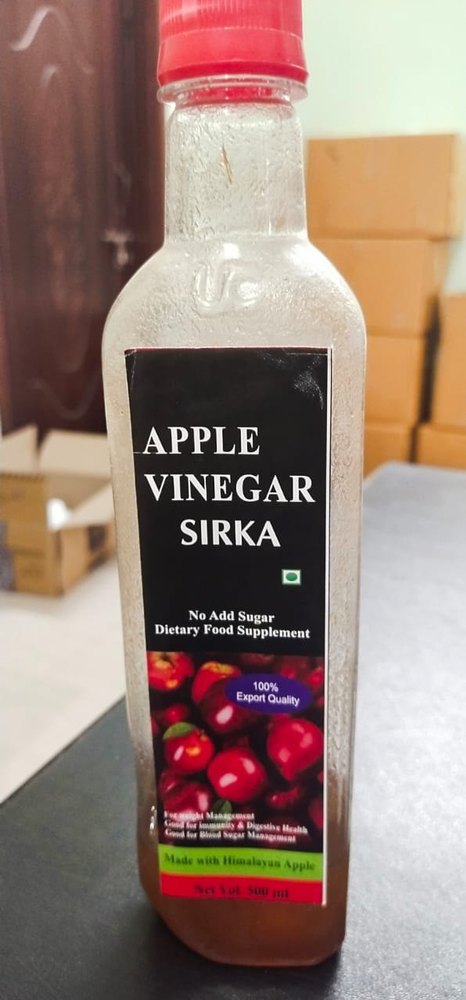 UC
APPLE
VINEGAR
SIRKA
No Add Sugar
Dietary Food Supplement
100%
Export Quality
For weight Management
Good for immunity & Digestive Health
Good for Blood Sugar Management
Made with Himalayan Apple
Net Vol. 500 ml